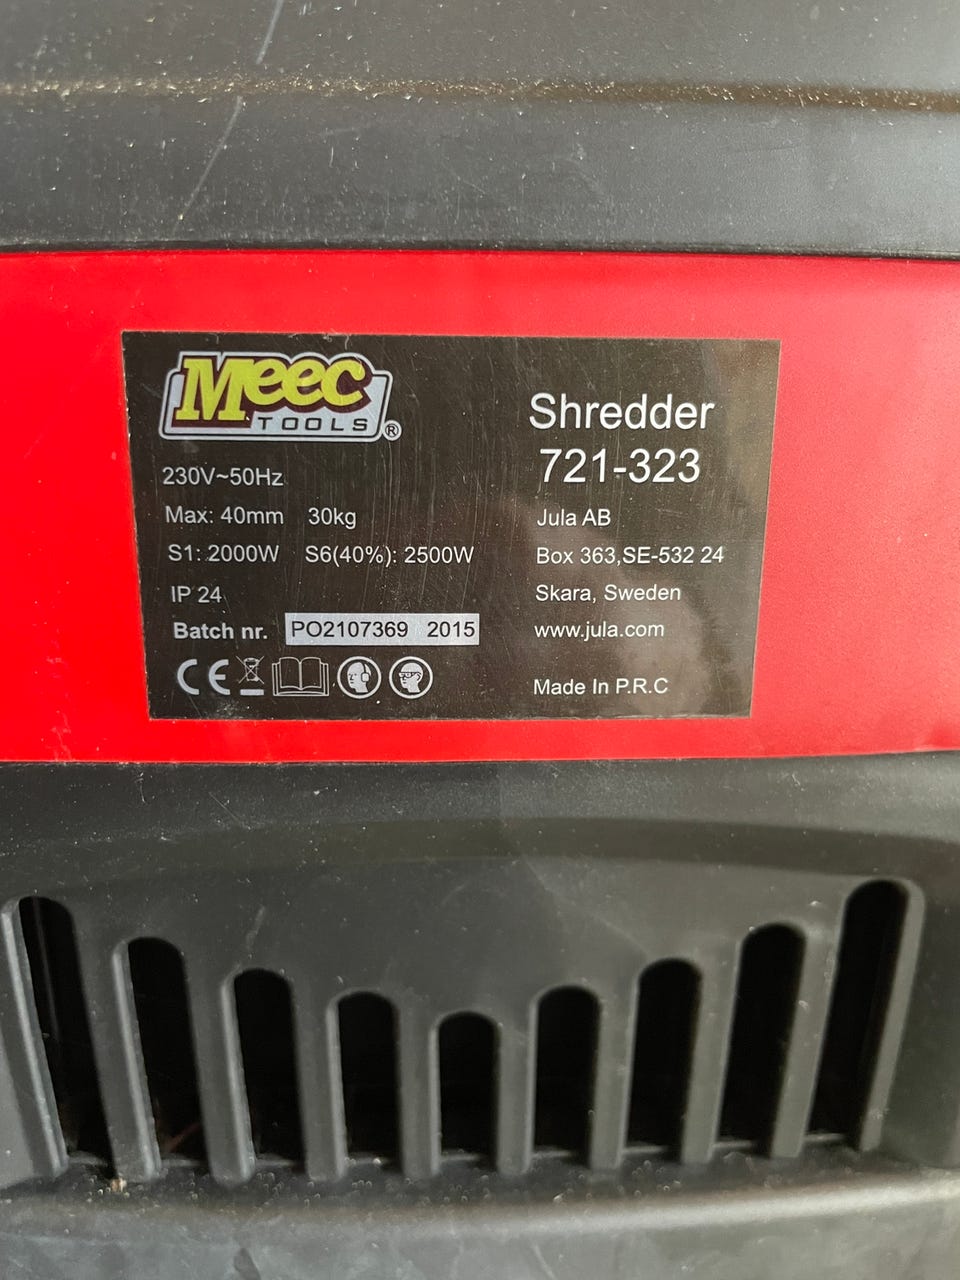 Meec
TOOLS®
230V~50Hz
Max: 40mm 30kg
S1: 2000W S6(40%): 2500W
IP 24
Batch nr. PO2107369 2015
CE
Shredder
721-323
Jula AB
Box 363,SE-532 24
Skara, Sweden
www.jula.com
Made In P.R.C